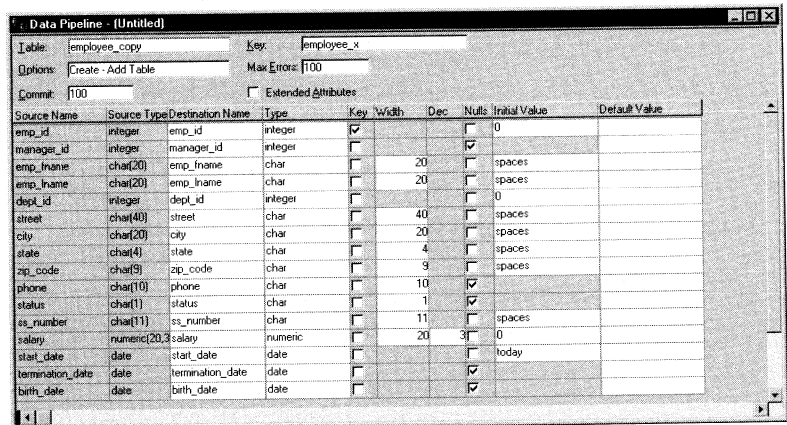 Data Pipeline - (Untitled)
Table: employee_copy Key: employee_x
Options: Create - Add Table Max Errors: 100
Commit: 100 Extended Attributes
Source Name Source Type Destination Name Type Key Width Dec Nulls Initial Value Default Value
emp_id integer emp_id integer 0
manager_id integer manager_id integer
emp_fname char(20) emp_fname char 20 spaces
emp_lname char(20) emp_lname char 20 spaces
dept_id integer dept_id integer 0
street char(40) street char 40 spaces
city char(20) city char 20 spaces
state char(4) state char 4 spaces
zip_code char(9) zip_code char 9 spaces
phone char(10) phone char 10
status char(1) status char 1
ss_number char(11) ss_number char 11 spaces
salary numeric(20,3 salary numeric 20 3 0
start_date date start_date date today
termination_date date termination_date date
birth_date date birth_date date